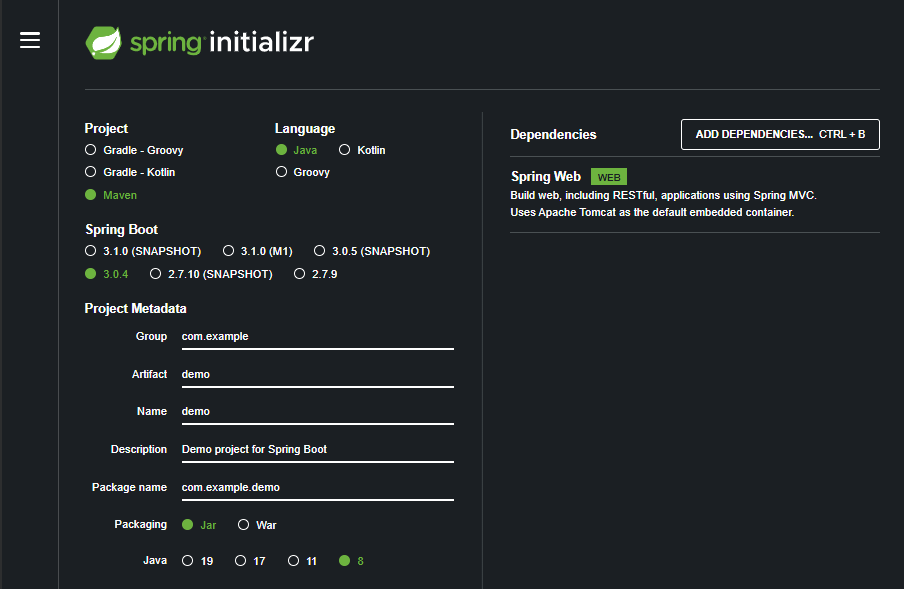 spring initializr
Project
Gradle - Groovy
Gradle - Kotlin
Maven
Language
Java Kotlin
Groovy
Spring Boot
3.1.0 (SNAPSHOT) 3.1.0 (M1) 3.0.5 (SNAPSHOT)
3.0.4 2.7.10 (SNAPSHOT) 2.7.9
Project Metadata
Group com.example
Artifact demo
Name demo
Description Demo project for Spring Boot
Package name com.example.demo
Packaging Jar War
Java 19 17 11 8
Dependencies ADD DEPENDENCIES... CTRL + B
Spring Web WEB
Build web, including RESTful, applications using Spring MVC.
Uses Apache Tomcat as the default embedded container.